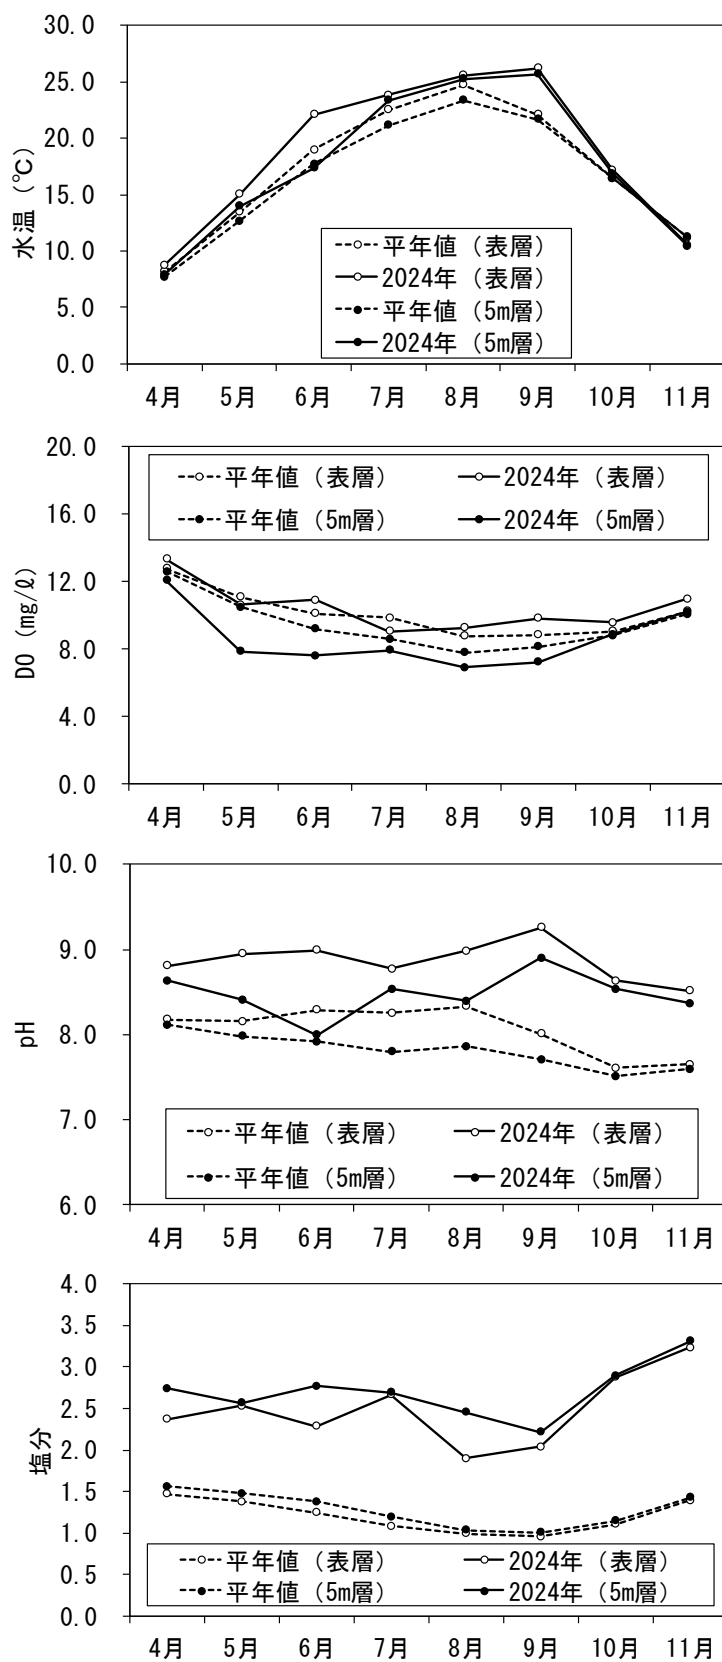 30.0
25.0
20.0
15.0
10.0
5.0
0.0
水温（℃）
平年値（表層）
2024年（表層）
平年値（5m層）
2024年（5m層）
4月 5月 6月 7月 8月 9月 10月 11月
20.0
16.0
12.0
8.0
4.0
0.0
DO（mg/ℓ）
平年値（表層） 2024年（表層）
平年値（5m層） 2024年（5m層）
4月 5月 6月 7月 8月 9月 10月 11月
10.0
9.0
8.0
7.0
6.0
pH
平年値（表層） 2024年（表層）
平年値（5m層） 2024年（5m層）
4月 5月 6月 7月 8月 9月 10月 11月
4.0
3.5
3.0
2.5
2.0
1.5
1.0
0.5
0.0
塩分
平年値（表層） 2024年（表層）
平年値（5m層） 2024年（5m層）
4月 5月 6月 7月 8月 9月 10月 11月